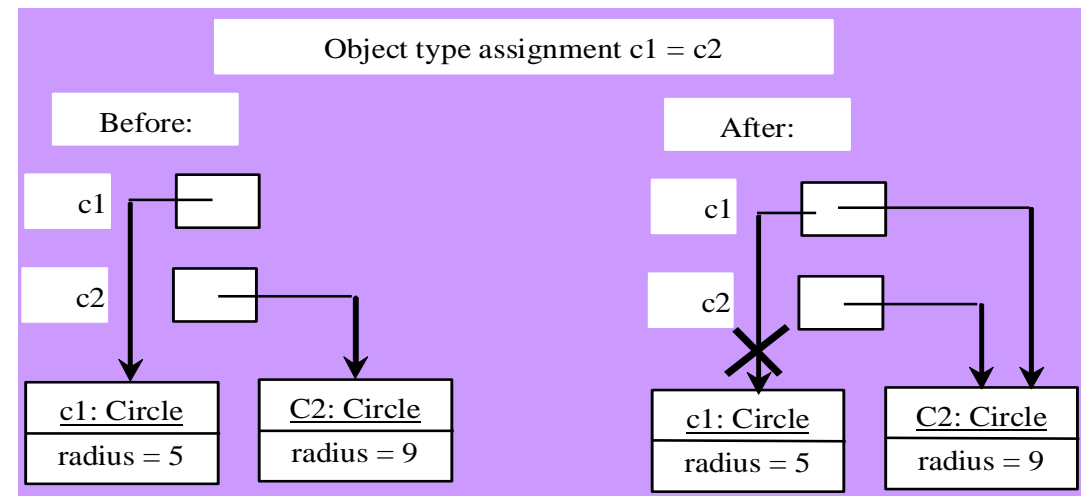 Object type assignment c1 = c2
Before:
c1
c2
c1: Circle
radius = 5
C2: Circle
radius = 9
After:
c1
c2
c1: Circle
radius = 5
C2: Circle
radius = 9